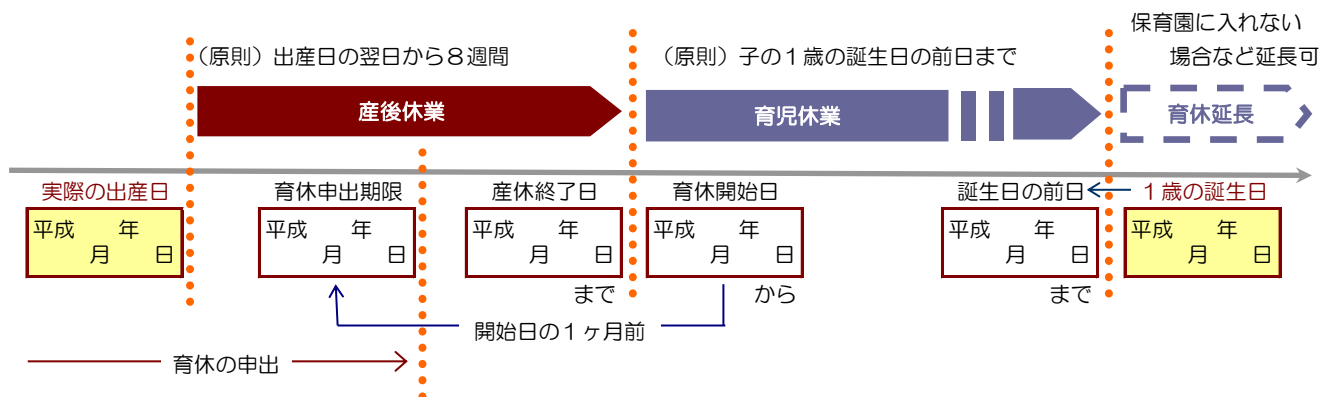 保育園に入れない
場合など延長可
（原則）出産日の翌日から８週間
（原則）子の１歳の誕生日の前日まで
産後休業
育児休業
育休延長
実際の出産日
育休申出期限
産休終了日
育休開始日
誕生日の前日
１歳の誕生日
平成　　年
月　　日
平成　　年
月　　日
平成　　年
月　　日
平成　　年
月　　日
平成　　年
月　　日
平成　　年
月　　日
まで
から
まで
開始日の１ヶ月前
育休の申出